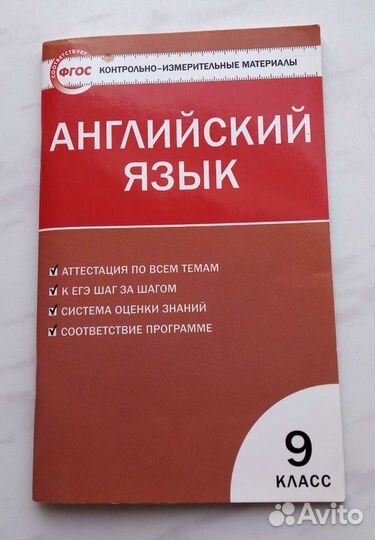 СООТВЕТСТВУЕТ
ФГОС
КОНТРОЛЬНО-ИЗМЕРИТЕЛЬНЫЕ МАТЕРИАЛЫ
АНГЛИЙСКИЙ
ЯЗЫК
АТТЕСТАЦИЯ ПО ВСЕМ ТЕМАМ
К ЕГЭ ШАГ ЗА ШАГОМ
СИСТЕМА ОЦЕНКИ ЗНАНИЙ
СООТВЕТСТВИЕ ПРОГРАММЕ
9
КЛАСС
Avito